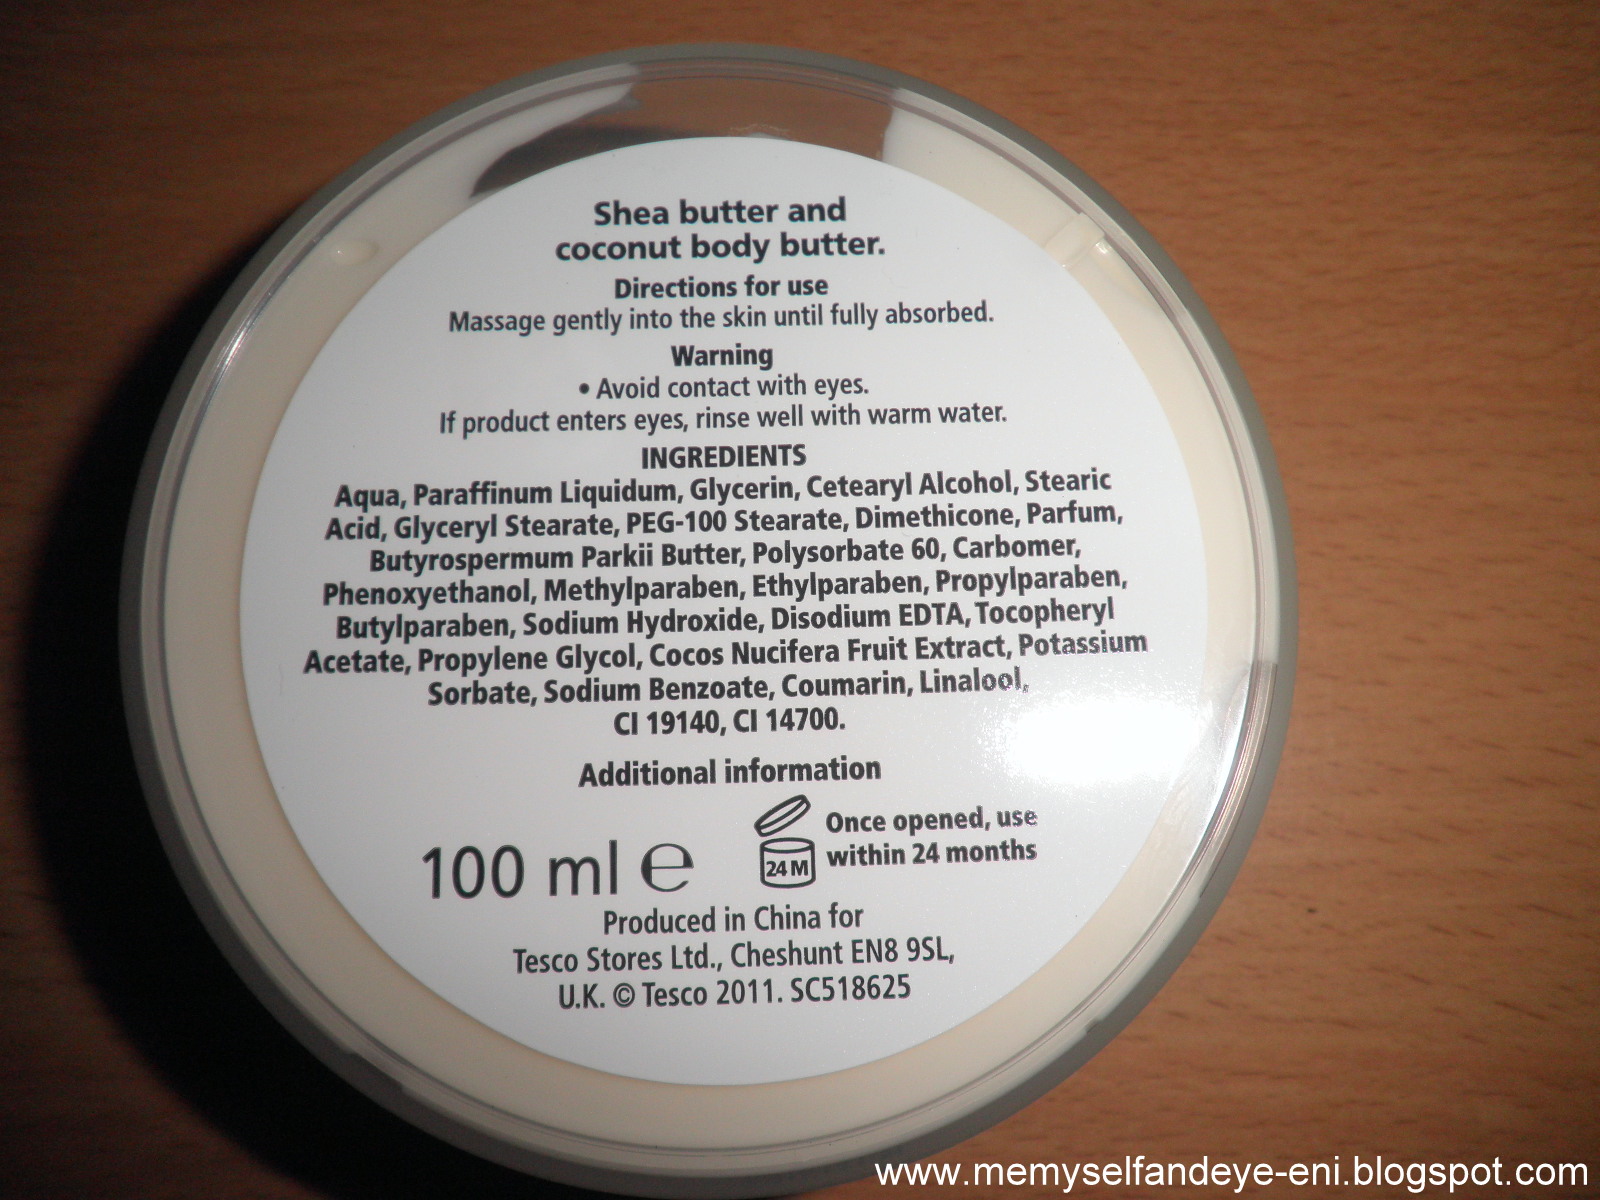 Shea butter and
coconut body butter.
Directions for use
Massage gently into the skin until fully absorbed.
Warning
• Avoid contact with eyes.
If product enters eyes, rinse well with warm water.
INGREDIENTS
Aqua, Paraffinum Liquidum, Glycerin, Cetearyl Alcohol, Stearic
Acid, Glyceryl Stearate, PEG-100 Stearate, Dimethicone, Parfum,
Butyrospermum Parkii Butter, Polysorbate 60, Carbomer,
Phenoxyethanol, Methylparaben, Ethylparaben, Propylparaben,
Butylparaben, Sodium Hydroxide, Disodium EDTA, Tocopheryl
Acetate, Propylene Glycol, Cocos Nucifera Fruit Extract, Potassium
Sorbate, Sodium Benzoate, Coumarin, Linalool,
CI 19140, CI 14700.
Additional information
100 ml e
24 M
Once opened, use
within 24 months
Produced in China for
Tesco Stores Ltd., Cheshunt EN8 9SL,
U.K. © Tesco 2011. SC518625
www.memyselfandeye-eni.blogspot.com